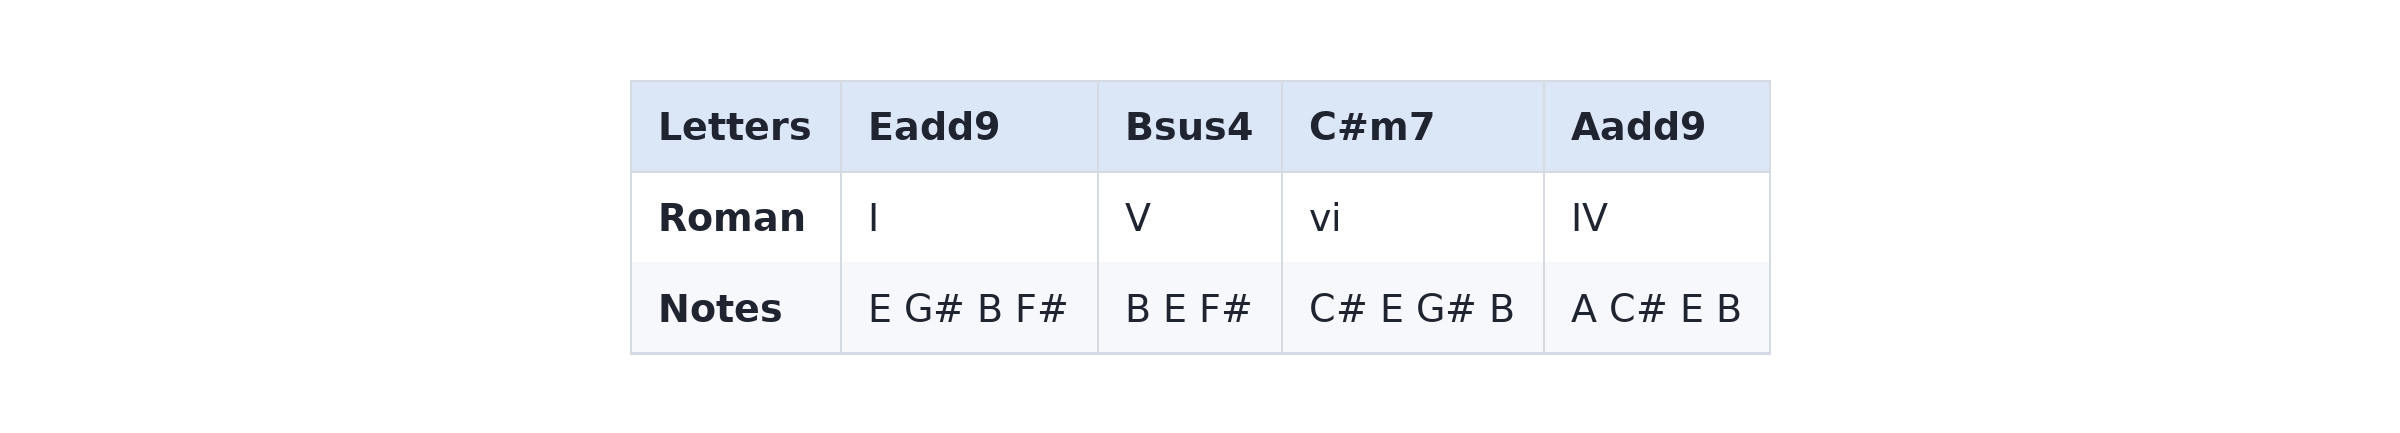 Letters Eadd9 Bsus4 C#m7 Aadd9
Roman I V vi IV
Notes E G# B F# B E F# C# E G# B A C# E B